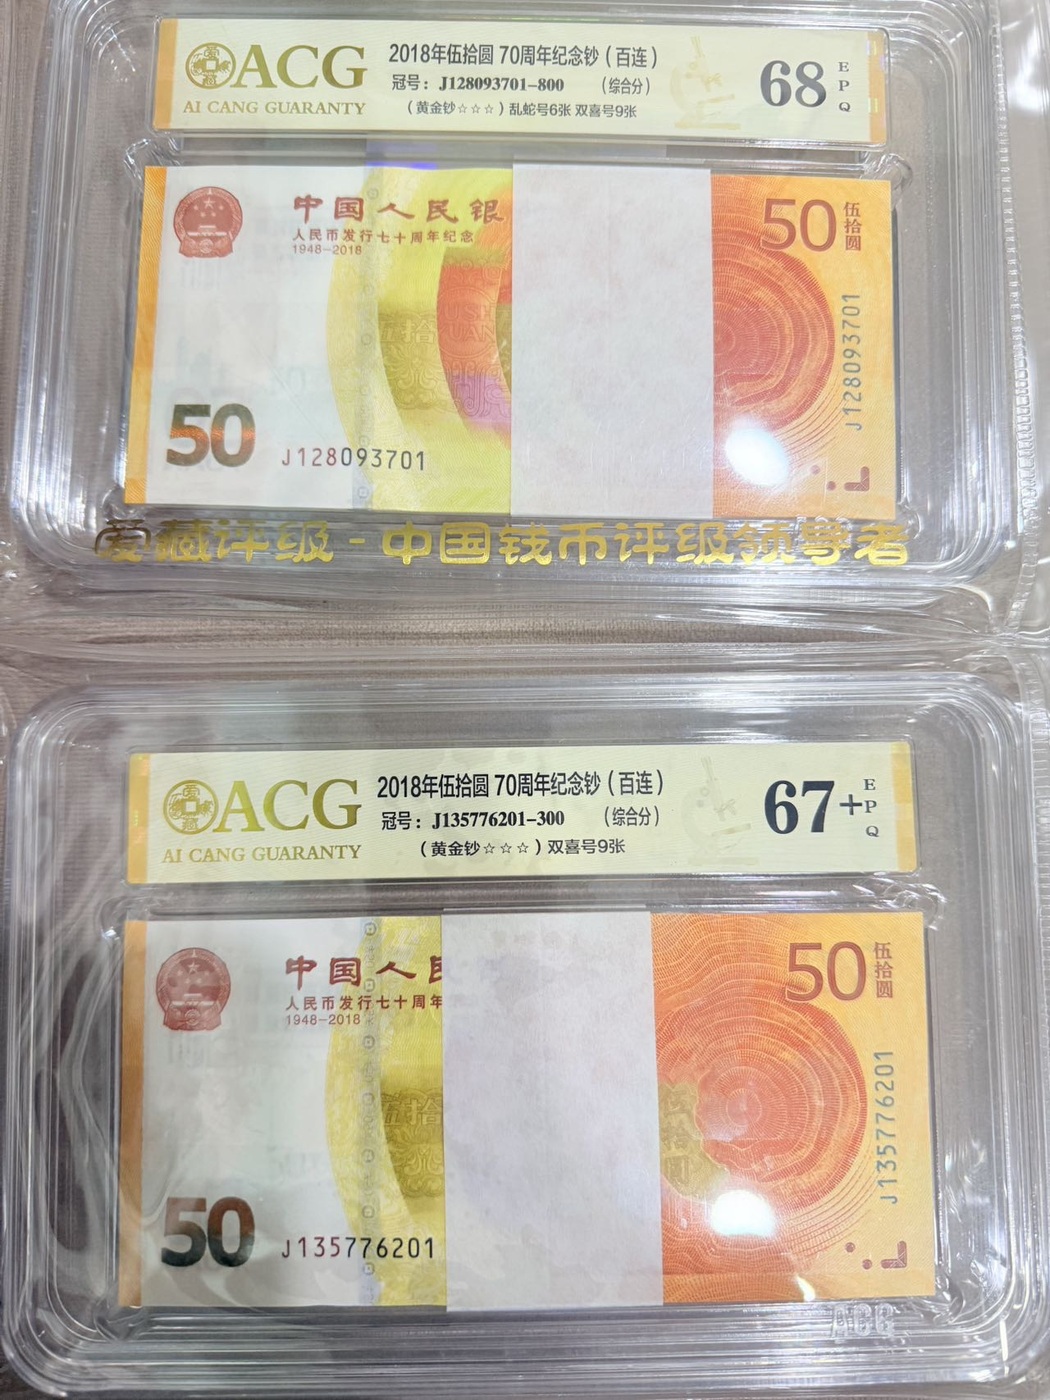 ACG
AI CANG GUARANTY
2018年伍拾圆 70周年纪念钞（百连）
冠号：J128093701-800 （综合分）
（黄金钞☆☆☆）乱蛇号6张 双喜号9张
68
EPQ
中国人民银
人民币发行七十周年纪念
1948-2018
50
伍拾圆
J128093701
50
J128093701
爱藏评级-中国钱币评级领导者
ACG
AI CANG GUARANTY
2018年伍拾圆 70周年纪念钞（百连）
冠号：J135776201-300 （综合分）
（黄金钞☆☆☆）双喜号9张
67+
EPQ
中国人民
人民币发行七十周年
1948-2018
50
伍拾圆
J135776201
50
J135776201
ACG